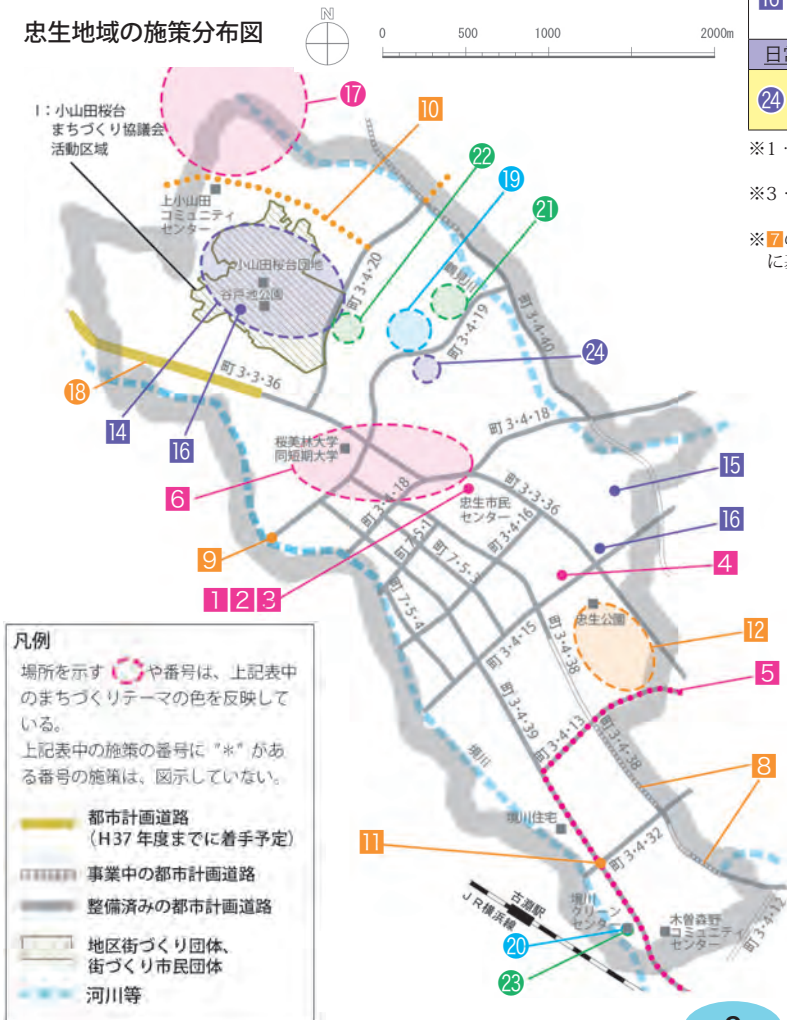 忠生地域の施策分布図
N
0 500 1000 2000m
16
24
※1
※3
※7の
に
17
Ⅰ：小山田桜台
まちづくり協議会
活動区域
10
22
19
21
上小山田
コミュニティ
センター
小山田桜台団地
谷戸池公園
町3・4・20
鶴見川
町3・4・19
町3・4・40
24
町3・3・36
18
14
16
桜美林大学
同短期大学
町3・4・18
15
6
町3・4・18
忠生市民
センター
町3・3・36
町3・4・16
16
9
町7・5・1
町7・5・3
4
1 2 3
町7・5・4
忠生公園
12
町3・4・15
町3・4・38
5
町3・4・39
町3・4・13
町3・4・38
8
境川
境川住宅
11
町3・4・32
古淵駅
JR横浜線
境川
グリーン
センター
木曽森野
コミュニティ
センター
町3・4・12
20
23
凡例
場所を示す や番号は、上記表中
のまちづくりテーマの色を反映して
いる。
上記表中の施策の番号に "＊" があ
る番号の施策は、図示していない。
都市計画道路
（H37 年度までに着手予定）
事業中の都市計画道路
整備済みの都市計画道路
地区街づくり団体、
街づくり市民団体
河川等